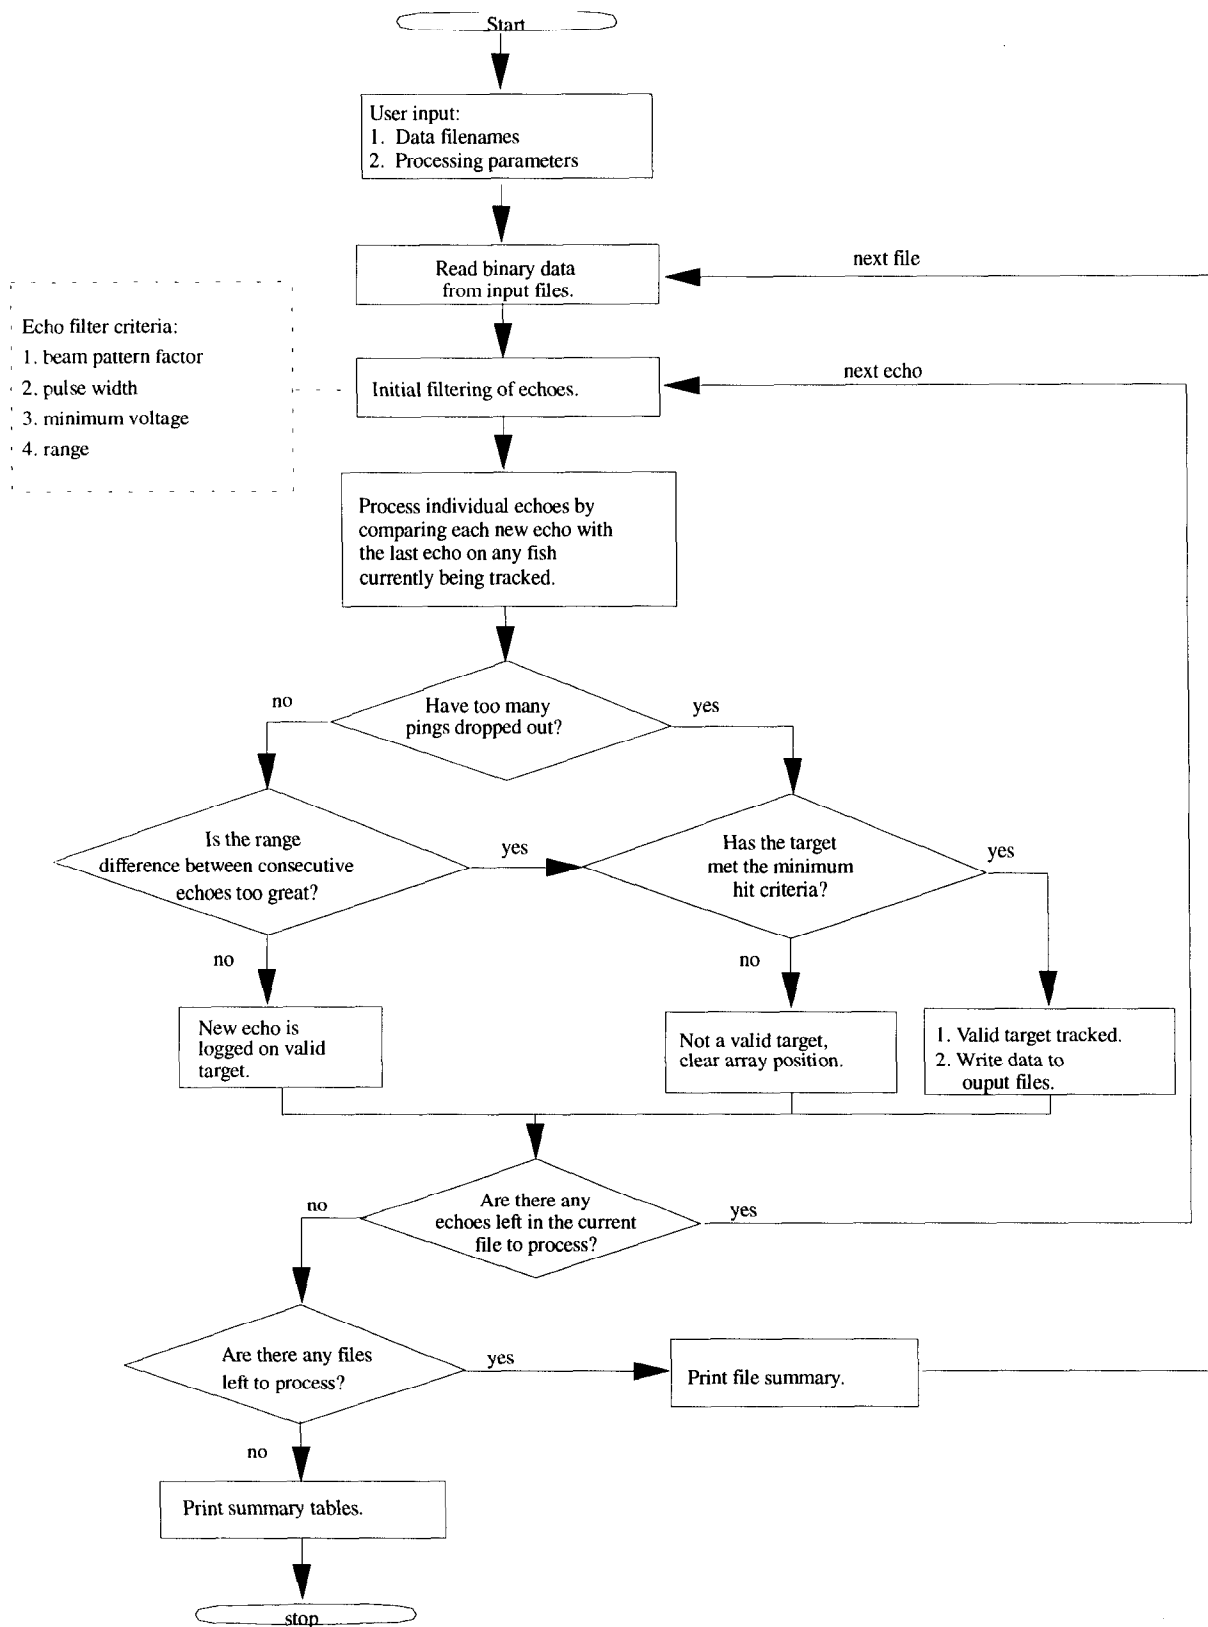 Start
User input:
1. Data filenames
2. Processing parameters
Read binary data
from input files.
next file
Echo filter criteria:
1. beam pattern factor
2. pulse width
3. minimum voltage
4. range
Initial filtering of echoes.
next echo
Process individual echoes by
comparing each new echo with
the last echo on any fish
currently being tracked.
no
Have too many
pings dropped out?
yes
Is the range
difference between consecutive
echoes too great?
yes
Has the target
met the minimum
hit criteria?
yes
no
no
New echo is
logged on valid
target.
Not a valid target,
clear array position.
1. Valid target tracked.
2. Write data to
ouput files.
no
Are there any
echoes left in the current
file to process?
yes
Are there any files
left to process?
yes
Print file summary.
no
Print summary tables.
stop